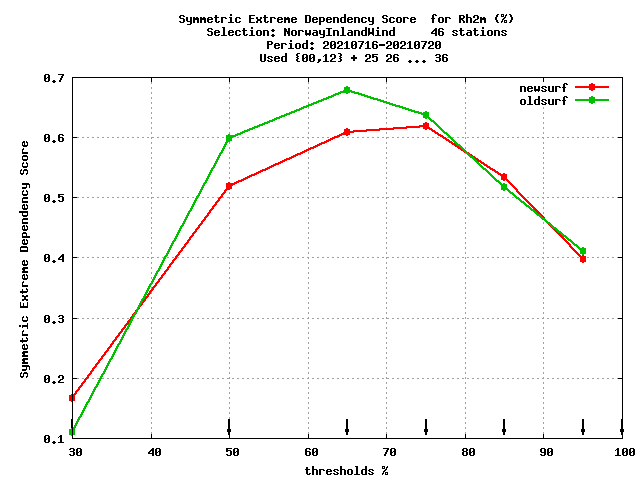 Symmetric Extreme Dependency Score  for Rh2m (%)
Selection: NorwayInlandWind     46 stations
Period: 20210716-20210720
Used {00,12} + 25 26 ... 36
newsurf
oldsurf
Symmetric Extreme Dependency Score
0.7
0.6
0.5
0.4
0.3
0.2
0.1
30 40 50 60 70 80 90 100
thresholds %